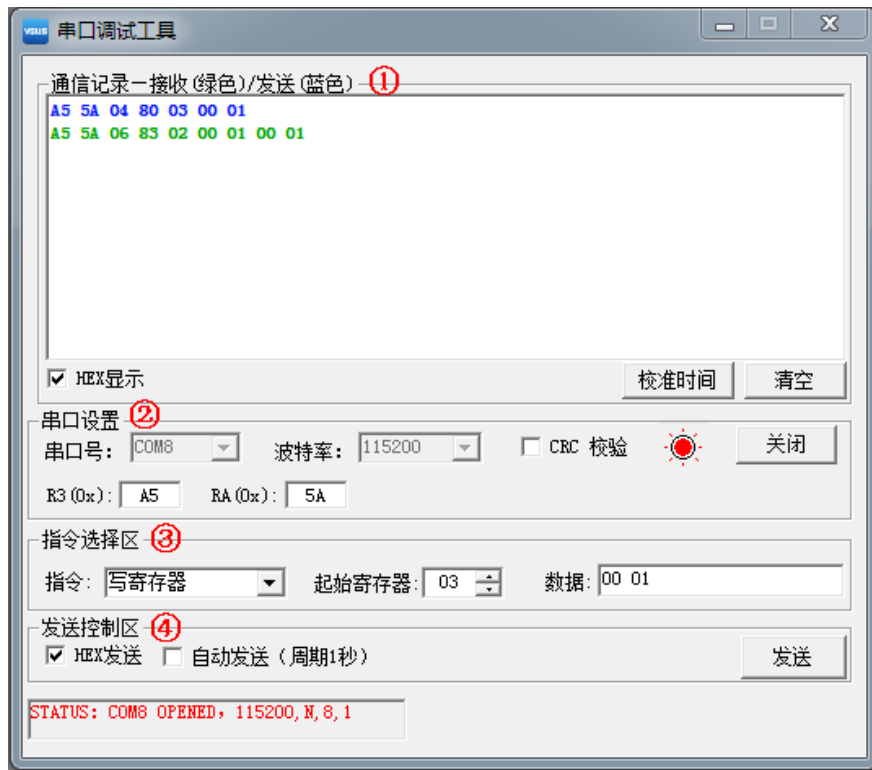 VGUS 串口调试工具
通信记录－接收(绿色)/发送(蓝色) ①
A5 5A 04 80 03 00 01
A5 5A 06 83 02 00 01 00 01
HEX显示 校准时间 清空
串口设置 ②
串口号: COM8 波特率: 115200 CRC 校验 关闭
R3(0x): A5 RA(0x): 5A
指令选择区 ③
指令: 写寄存器 起始寄存器: 03 数据: 00 01
发送控制区 ④
HEX发送 自动发送(周期1秒) 发送
STATUS: COM8 OPENED, 115200,N,8,1